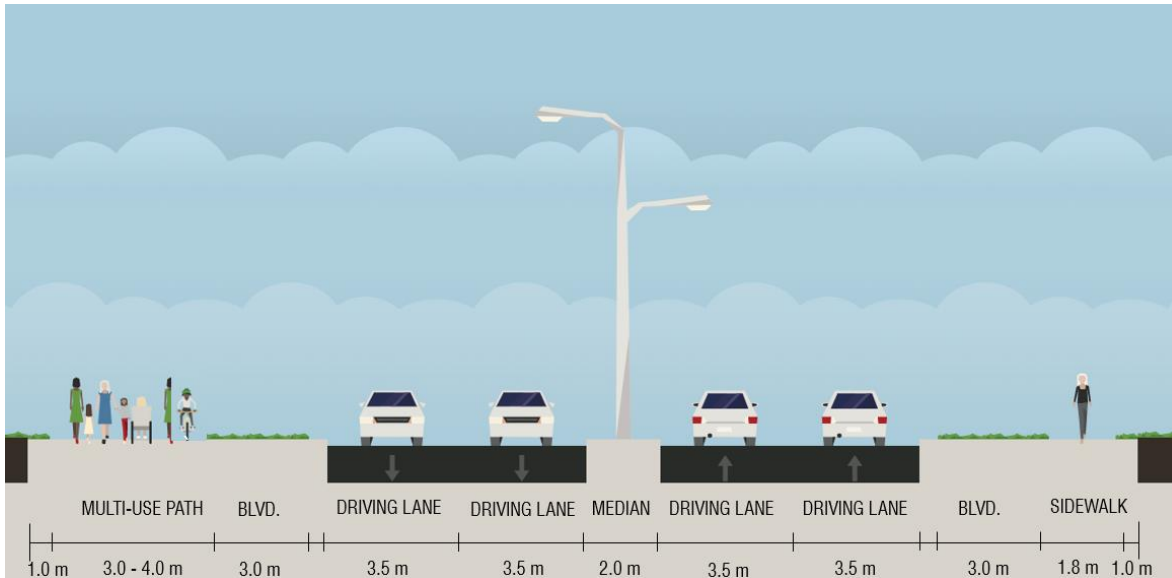 MULTI-USE PATH BLVD. DRIVING LANE DRIVING LANE MEDIAN DRIVING LANE DRIVING LANE BLVD. SIDEWALK
1.0 m 3.0 - 4.0 m 3.0 m 3.5 m 3.5 m 2.0 m 3.5 m 3.5 m 3.0 m 1.8 m 1.0 m